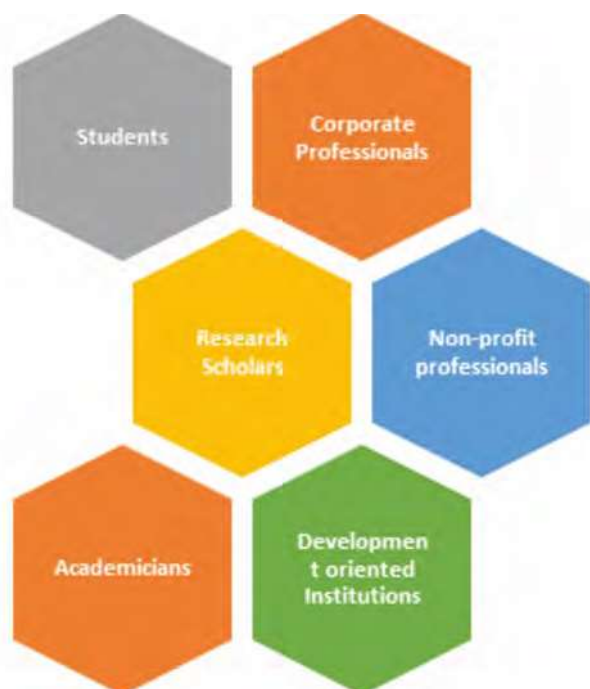 Students
Corporate
Professionals
Research
Scholars
Non-profit
professionals
Academicians
Developmen
t oriented
Institutions